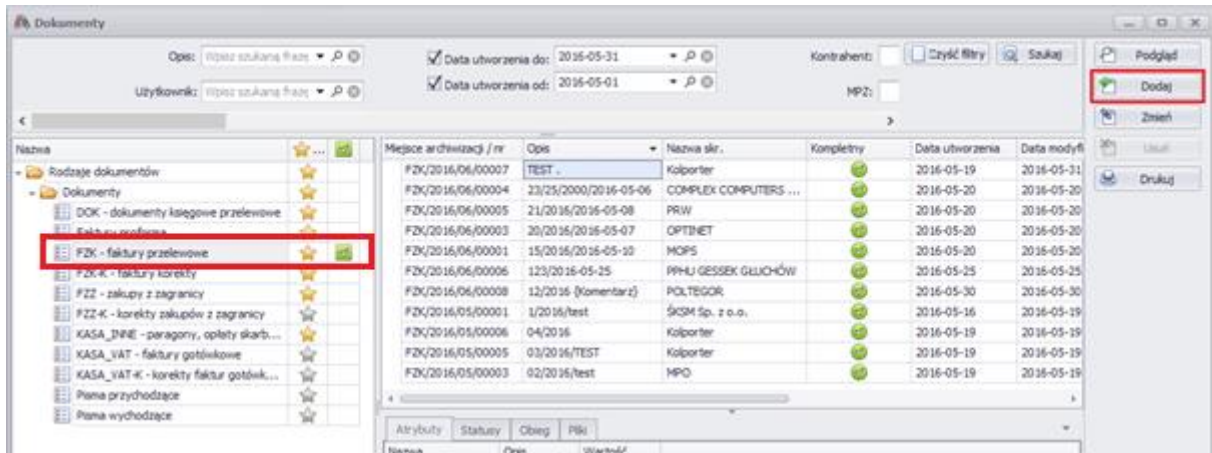 Dokumenty
Opis: Wpisz szukaną frazę Data utworzenia do: 2016-05-31 Kontrahent: Czyść filtry Szukaj Podgląd
Użytkownik: Wpisz szukaną frazę Data utworzenia od: 2016-05-01 MPZ: Dodaj
Zmień
Usuń
Drukuj
Nazwa ...
Rodzaje dokumentów
Dokumenty
DOK - dokumenty księgowe przelewowe
Faktury proforma
FZK - faktury przelewowe
FZK-K - faktury korekty
FZZ - zakupy z zagranicy
FZZ-K - korekty zakupów z zagranicy
KASA_INNE - paragony, opłaty skarb...
KASA_VAT - faktury gotówkowe
KASA_VAT-K - korekty faktur gotówk...
Pisma przychodzące
Pisma wychodzące
Miejsce archiwizacji / nr Opis Nazwa skr. Kompletny Data utworzenia Data modyfi
FZK/2016/06/00007 TEST . Kolporter 2016-05-19 2016-05-31
FZK/2016/06/00004 23/25/2000/2016-05-06 COMPLEX COMPUTERS ... 2016-05-20 2016-05-20
FZK/2016/06/00005 21/2016/2016-05-08 PRW 2016-05-20 2016-05-20
FZK/2016/06/00003 20/2016/2016-05-07 OPTINET 2016-05-20 2016-05-20
FZK/2016/06/00001 15/2016/2016-05-10 MOPS 2016-05-20 2016-05-20
FZK/2016/06/00006 123/2016-05-25 PPHU GESSEK GŁUCHÓW 2016-05-25 2016-05-25
FZK/2016/06/00008 12/2016 {Komentarz} POLTEGOR 2016-05-30 2016-05-30
FZK/2016/05/00001 1/2016/test ŚKSM Sp. z o.o. 2016-05-16 2016-05-19
FZK/2016/05/00006 04/2016 Kolporter 2016-05-19 2016-05-19
FZK/2016/05/00005 03/2016/TEST Kolporter 2016-05-19 2016-05-19
FZK/2016/05/00003 02/2016/test MPO 2016-05-19 2016-05-19
Atrybuty Statusy Obieg Pliki
Nazwa Opis Wartość